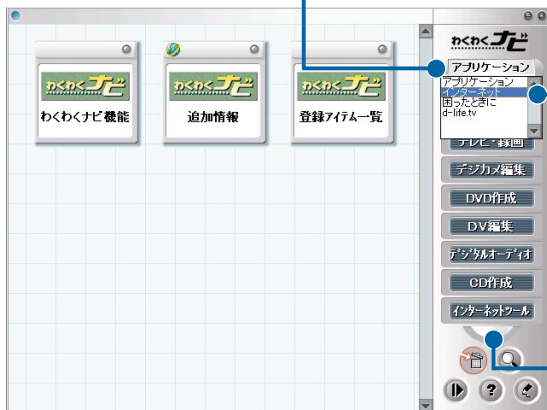 わくわくナビ
わくわくナビ機能
わくわくナビ
追加情報
わくわくナビ
登録アイテム一覧
わくわくナビ
アプリケーション
アプリケーション
インターネット
困ったときに
d-life.tv
テレビ・録画
デジカメ編集
DVD作成
DV編集
デジタルオーディオ
CD作成
インターネットツール
?